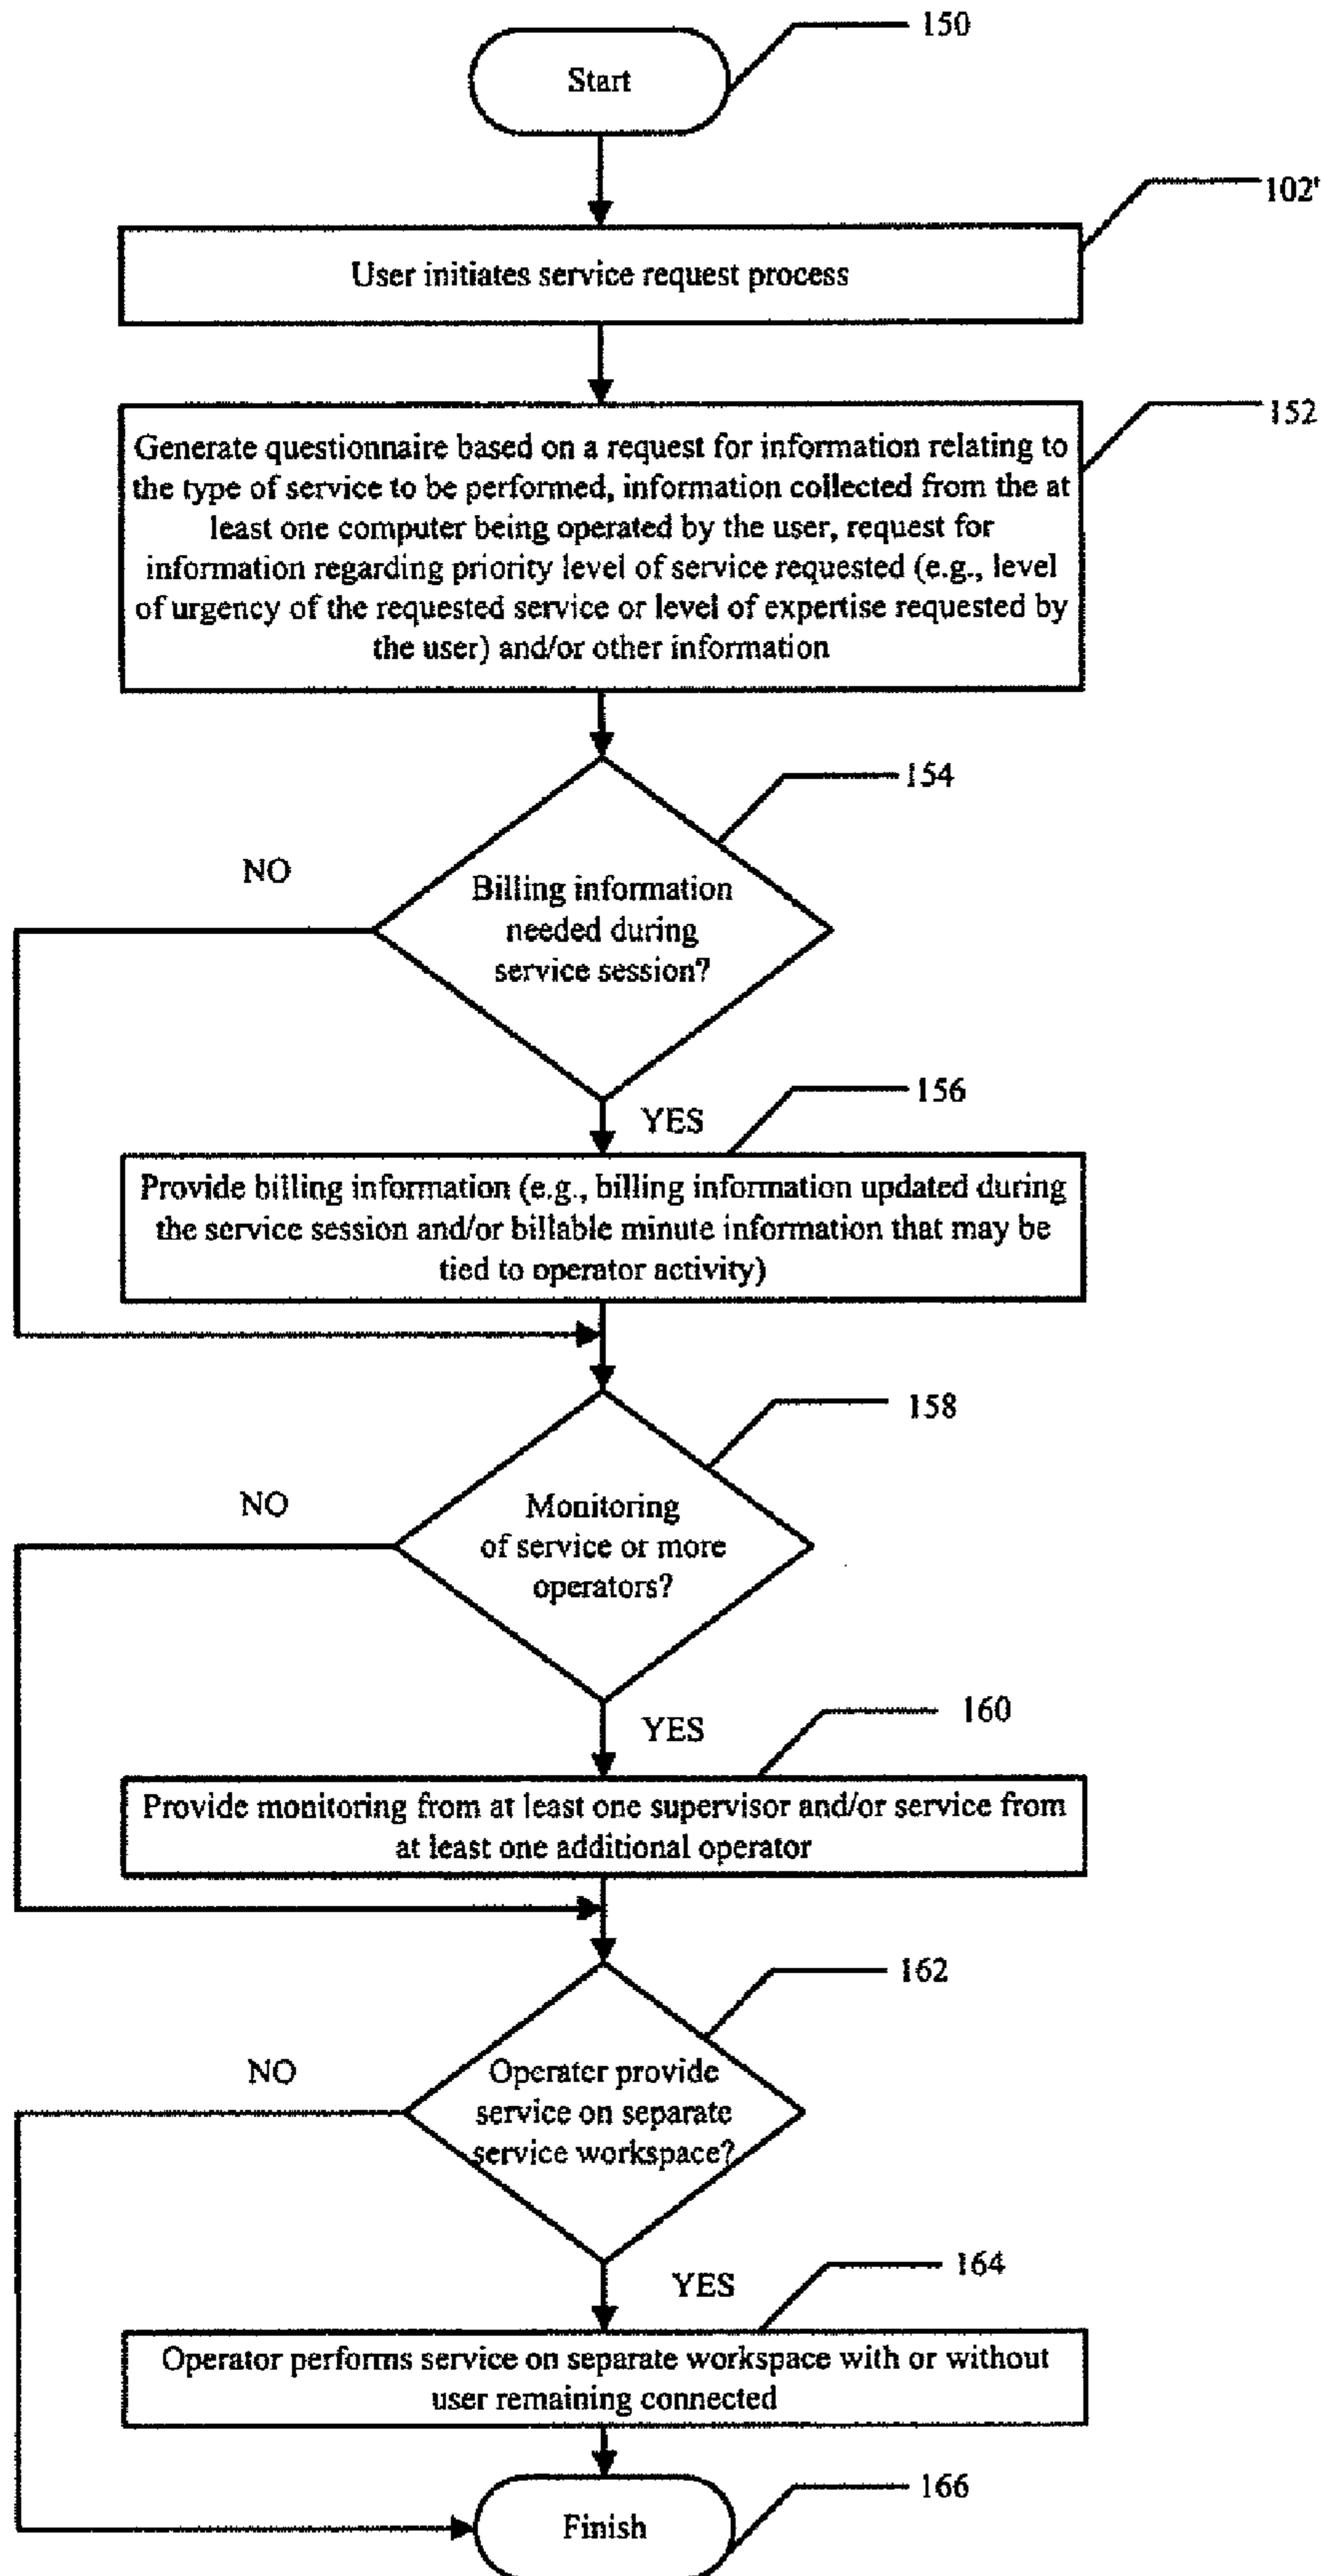 150
Start
102'
User initiates service request process
152
Generate questionnaire based on a request for information relating to
the type of service to be performed, information collected from the at
least one computer being operated by the user, request for
information regarding priority level of service requested (e.g., level
of urgency of the requested service or level of expertise requested by
the user) and/or other information
154
NO
Billing information
needed during
service session?
156
YES
Provide billing information (e.g., billing information updated during
the service session and/or billable minute information that may be
tied to operator activity)
158
NO
Monitoring
of service or more
operators?
160
YES
Provide monitoring from at least one supervisor and/or service from
at least one additional operator
162
NO
Operater provide
service on separate
service workspace?
164
YES
Operator performs service on separate workspace with or without
user remaining connected
166
Finish